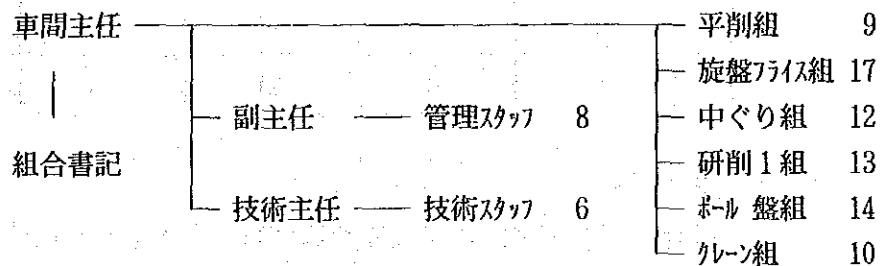 車間主任 平削組 9
旋盤フライス組 17
副主任 管理スタッフ 8 中ぐり組 12
組合書記 研削1組 13
技術主任 技術スタッフ 6 ボール 盤組 14
クレーン組 10